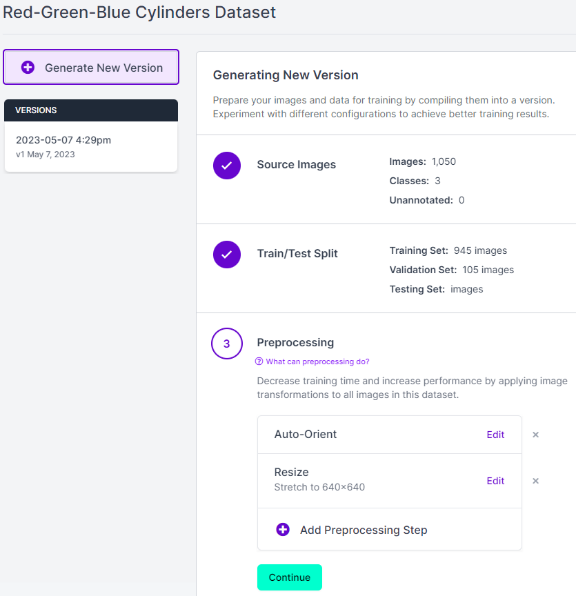 Red-Green-Blue Cylinders Dataset
Generate New Version
VERSIONS
2023-05-07 4:29pm
v1 May 7, 2023
Generating New Version
Prepare your images and data for training by compiling them into a version.
Experiment with different configurations to achieve better training results.
Source Images
Images: 1,050
Classes: 3
Unannotated: 0
Train/Test Split
Training Set: 945 images
Validation Set: 105 images
Testing Set: images
3
Preprocessing
What can preprocessing do?
Decrease training time and increase performance by applying image
transformations to all images in this dataset.
Auto-Orient
Edit
×
Resize
Stretch to 640×640
Edit
×
Add Preprocessing Step
Continue